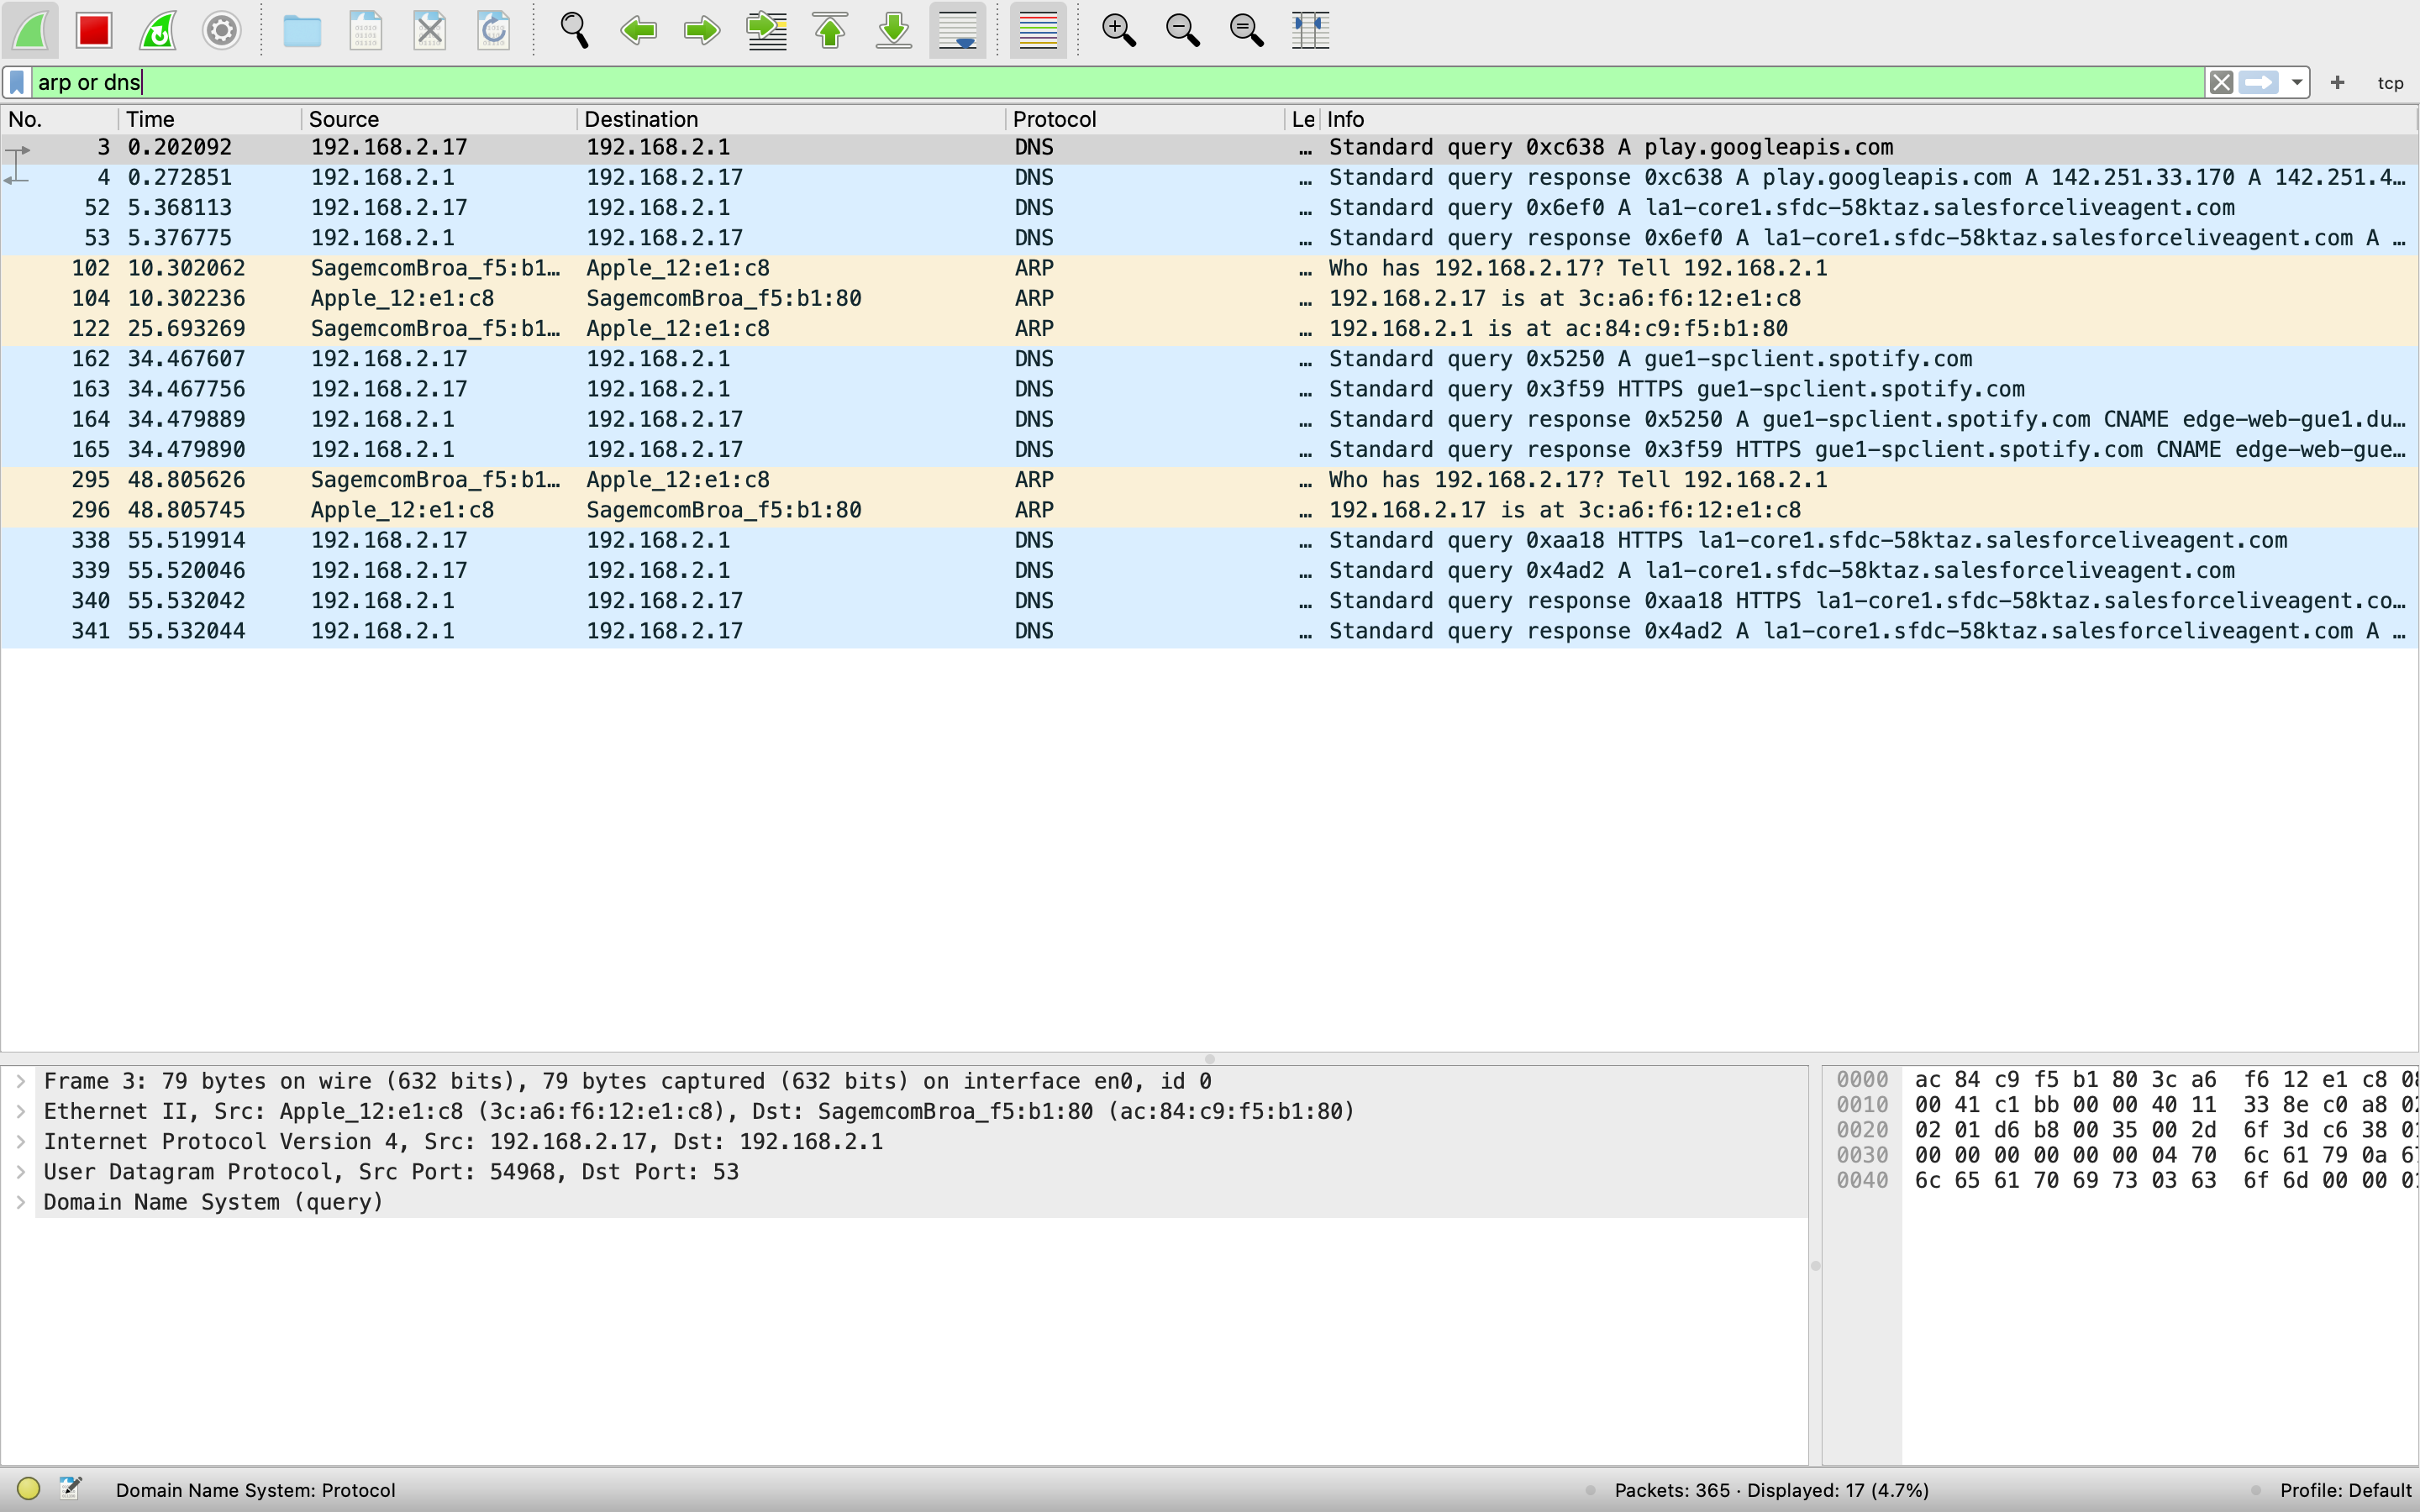 arp or dns
tcp
No. Time Source Destination Protocol Le Info
3 0.202092 192.168.2.17 192.168.2.1 DNS … Standard query 0xc638 A play.googleapis.com
4 0.272851 192.168.2.1 192.168.2.17 DNS … Standard query response 0xc638 A play.googleapis.com A 142.251.33.170 A 142.251.4…
52 5.368113 192.168.2.17 192.168.2.1 DNS … Standard query 0x6ef0 A la1-core1.sfdc-58ktaz.salesforceliveagent.com
53 5.376775 192.168.2.1 192.168.2.17 DNS … Standard query response 0x6ef0 A la1-core1.sfdc-58ktaz.salesforceliveagent.com A …
102 10.302062 SagemcomBroa_f5:b1… Apple_12:e1:c8 ARP … Who has 192.168.2.17? Tell 192.168.2.1
104 10.302236 Apple_12:e1:c8 SagemcomBroa_f5:b1:80 ARP … 192.168.2.17 is at 3c:a6:f6:12:e1:c8
122 25.693269 SagemcomBroa_f5:b1… Apple_12:e1:c8 ARP … 192.168.2.1 is at ac:84:c9:f5:b1:80
162 34.467607 192.168.2.17 192.168.2.1 DNS … Standard query 0x5250 A gue1-spclient.spotify.com
163 34.467756 192.168.2.17 192.168.2.1 DNS … Standard query 0x3f59 HTTPS gue1-spclient.spotify.com
164 34.479889 192.168.2.1 192.168.2.17 DNS … Standard query response 0x5250 A gue1-spclient.spotify.com CNAME edge-web-gue1.du…
165 34.479890 192.168.2.1 192.168.2.17 DNS … Standard query response 0x3f59 HTTPS gue1-spclient.spotify.com CNAME edge-web-gue…
295 48.805626 SagemcomBroa_f5:b1… Apple_12:e1:c8 ARP … Who has 192.168.2.17? Tell 192.168.2.1
296 48.805745 Apple_12:e1:c8 SagemcomBroa_f5:b1:80 ARP … 192.168.2.17 is at 3c:a6:f6:12:e1:c8
338 55.519914 192.168.2.17 192.168.2.1 DNS … Standard query 0xaa18 HTTPS la1-core1.sfdc-58ktaz.salesforceliveagent.com
339 55.520046 192.168.2.17 192.168.2.1 DNS … Standard query 0x4ad2 A la1-core1.sfdc-58ktaz.salesforceliveagent.com
340 55.532042 192.168.2.1 192.168.2.17 DNS … Standard query response 0xaa18 HTTPS la1-core1.sfdc-58ktaz.salesforceliveagent.co…
341 55.532044 192.168.2.1 192.168.2.17 DNS … Standard query response 0x4ad2 A la1-core1.sfdc-58ktaz.salesforceliveagent.com A …
Frame 3: 79 bytes on wire (632 bits), 79 bytes captured (632 bits) on interface en0, id 0
Ethernet II, Src: Apple_12:e1:c8 (3c:a6:f6:12:e1:c8), Dst: SagemcomBroa_f5:b1:80 (ac:84:c9:f5:b1:80)
Internet Protocol Version 4, Src: 192.168.2.17, Dst: 192.168.2.1
User Datagram Protocol, Src Port: 54968, Dst Port: 53
Domain Name System (query)
0000 ac 84 c9 f5 b1 80 3c a6 f6 12 e1 c8
0010 00 41 c1 bb 00 00 40 11 33 8e c0 a8
0020 02 01 d6 b8 00 35 00 2d 6f 3d c6 38
0030 00 00 00 00 00 00 04 70 6c 61 79 0a
0040 6c 65 61 70 69 73 03 63 6f 6d 00 00
Domain Name System: Protocol
Packets: 365 · Displayed: 17 (4.7%)
Profile: Default